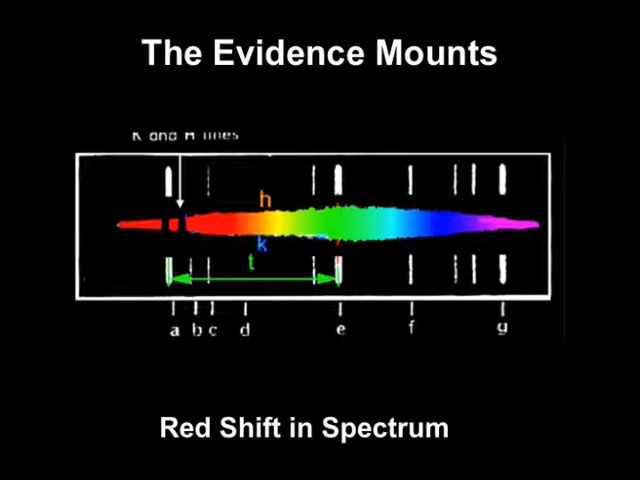 The Evidence Mounts
K and H lines
h
k
t
a b c d e f g
Red Shift in Spectrum